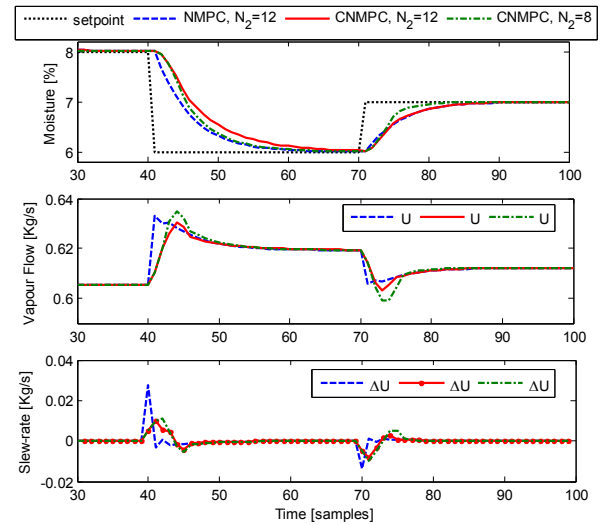 setpoint NMPC, N2=12 CNMPC, N2=12 CNMPC, N2=8
Moisture [%]
8
7
6
30 40 50 60 70 80 90 100
Vapour Flow [Kg/s]
0.64
0.62
0.6
U U U
30 40 50 60 70 80 90 100
Slew-rate [Kg/s]
0.04
0.02
0
-0.02
ΔU ΔU ΔU
30 40 50 60 70 80 90 100
Time [samples]